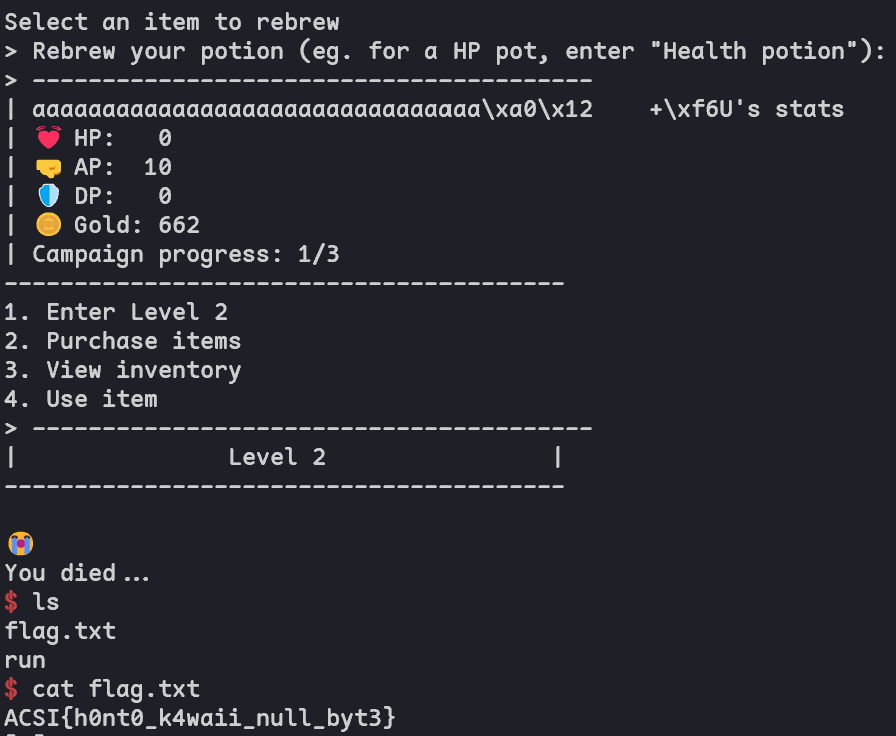 Select an item to rebrew
> Rebrew your potion (eg. for a HP pot, enter "Health potion"):
> ----------------------------------------
| aaaaaaaaaaaaaaaaaaaaaaaaaaaaaaaa\xa0\x12    +\xf6U's stats
| 💓 HP:   0
| 🤜 AP:  10
| 🛡️ DP:   0
| 🪙 Gold: 662
| Campaign progress: 1/3
----------------------------------------
1. Enter Level 2
2. Purchase items
3. View inventory
4. Use item
> ----------------------------------------
|               Level 2                |
----------------------------------------
😭
You died...
$ ls
flag.txt
run
$ cat flag.txt
ACSI{h0nt0_k4waii_null_byt3}